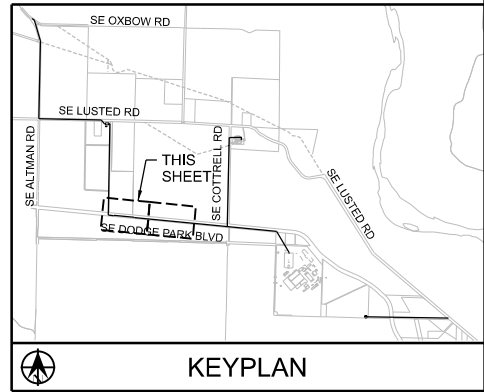 SE OXBOW RD
SE LUSTED RD
SE ALTMAN RD
THIS
SHEET
SE COTTRELL RD
SE LUSTED RD
SE DODGE PARK BLVD
KEYPLAN